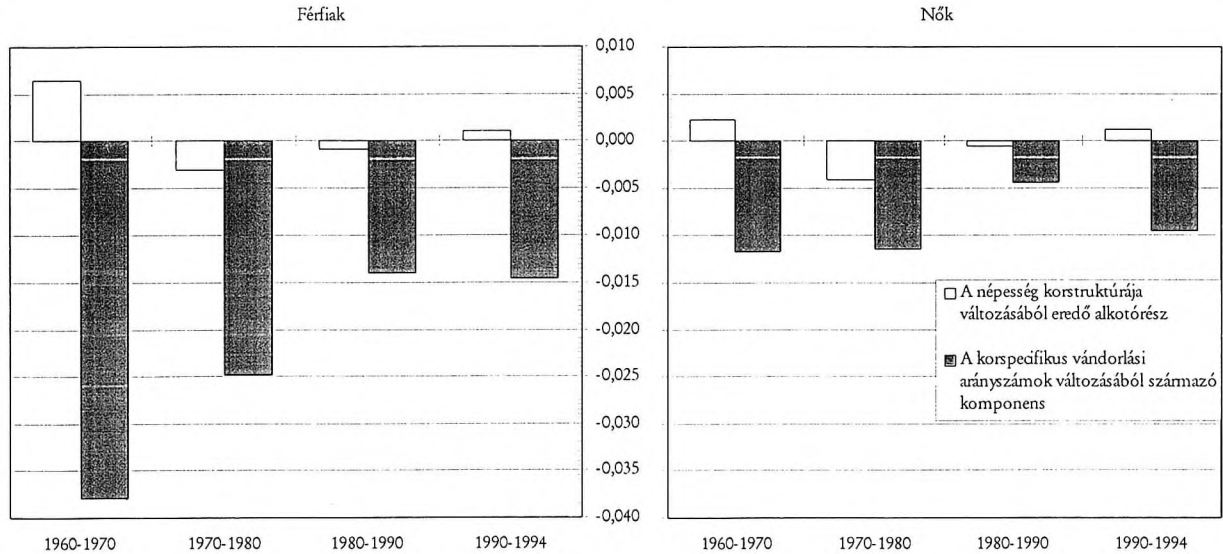 Férfiak
Nők
0,010
0,005
0,000
-0,005
-0,010
-0,015
-0,020
-0,025
-0,030
-0,035
-0,040
A népesség korstruktúrája
változásából eredő alkotórész
A korspecifikus vándorlási
arányszámok változásából származó
komponens
1960-1970
1970-1980
1980-1990
1990-1994
1960-1970
1970-1980
1980-1990
1990-1994